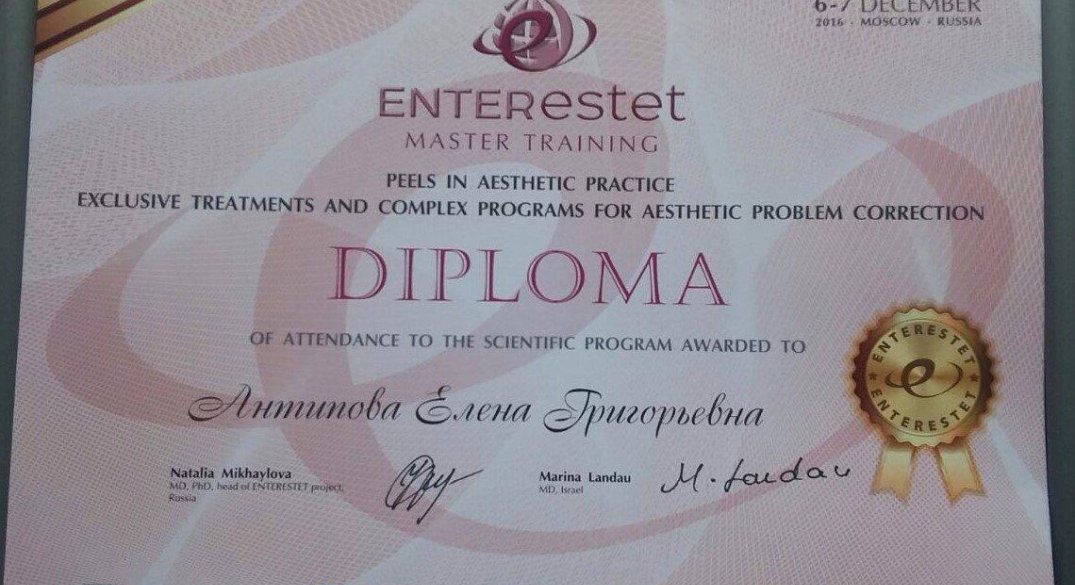 6-7 DECEMBER
2016 · MOSCOW · RUSSIA
ENTERestet
MASTER TRAINING
PEELS IN AESTHETIC PRACTICE
EXCLUSIVE TREATMENTS AND COMPLEX PROGRAMS FOR AESTHETIC PROBLEM CORRECTION
DIPLOMA
OF ATTENDANCE TO THE SCIENTIFIC PROGRAM AWARDED TO
Антипова Елена Григорьевна
Natalia Mikhaylova
MD, PhD, head of ENTERESTET project,
Russia
Marina Landau
MD, Israel
M. Landau
ENTERESTET
ENTERESTET